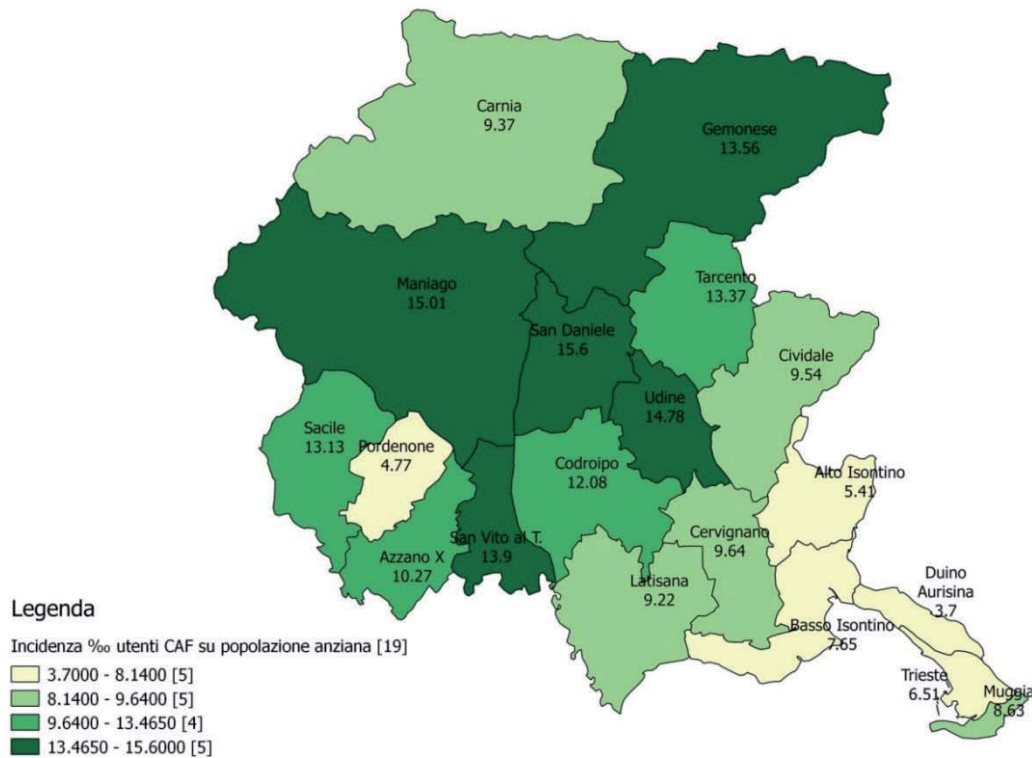 Carnia
9.37
Gemonese
13.56
Maniago
15.01
Tarcento
13.37
San Daniele
15.6
Cividale
9.54
Udine
14.78
Sacile
13.13
Pordenone
4.77
Codroipo
12.08
Alto Isontino
5.41
Azzano X
10.27
San Vito al T.
13.9
Cervignano
9.64
Latisana
9.22
Duino
Aurisina
3.7
Basso Isontino
7.65
Trieste
6.51
Muggia
8.63
Legenda
Incidenza ‰ utenti CAF su popolazione anziana [19]
3.7000 - 8.1400 [5]
8.1400 - 9.6400 [5]
9.6400 - 13.4650 [4]
13.4650 - 15.6000 [5]